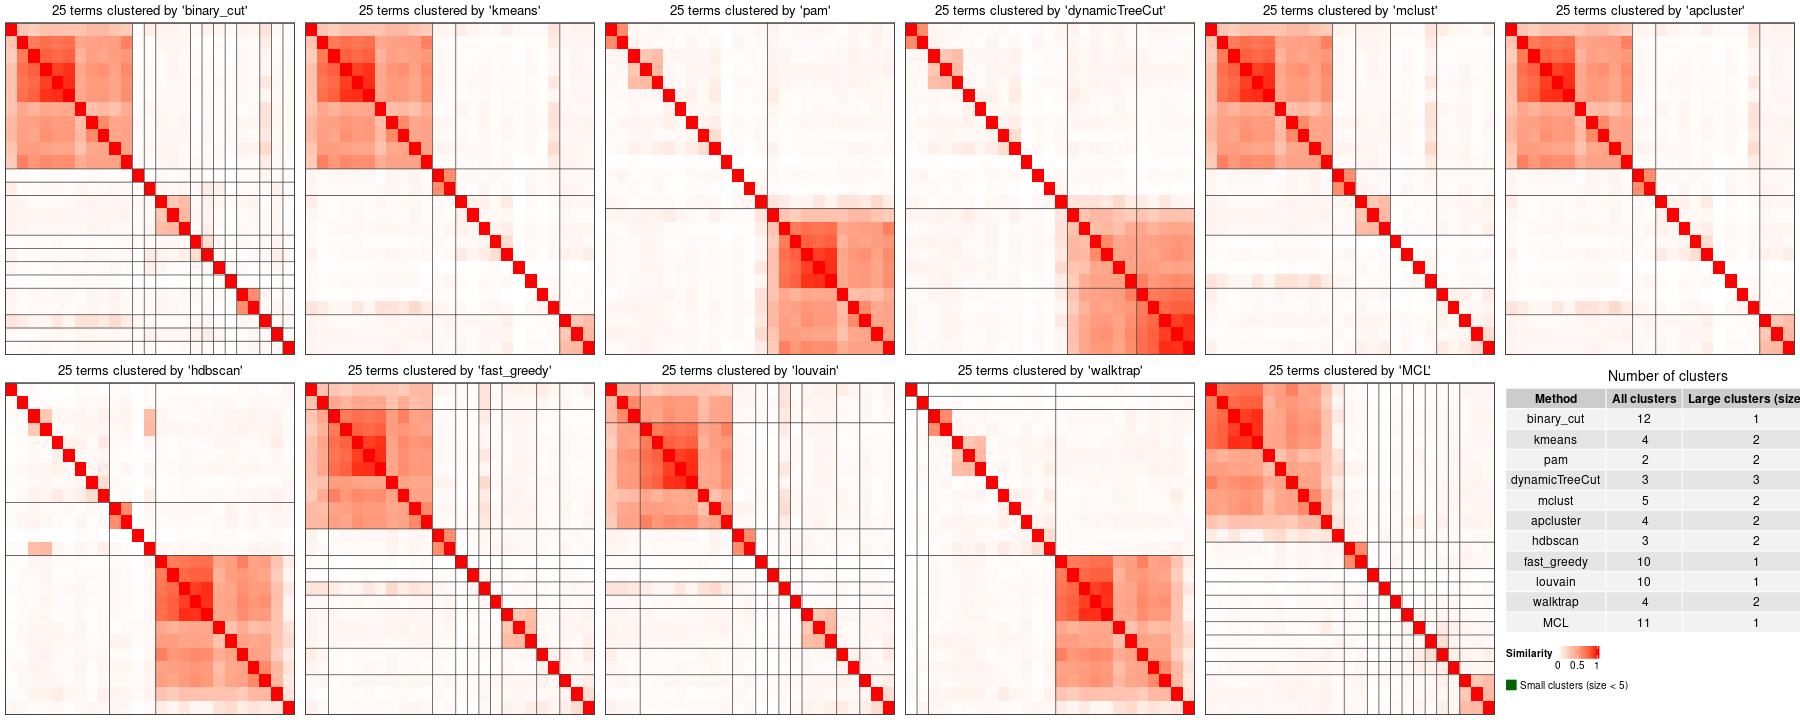 25 terms clustered by 'binary_cut'
25 terms clustered by 'kmeans'
25 terms clustered by 'pam'
25 terms clustered by 'dynamicTreeCut'
25 terms clustered by 'mclust'
25 terms clustered by 'apcluster'
25 terms clustered by 'hdbscan'
25 terms clustered by 'fast_greedy'
25 terms clustered by 'louvain'
25 terms clustered by 'walktrap'
25 terms clustered by 'MCL'
Number of clusters
Method All clusters Large clusters (size
binary_cut 12 1
kmeans 4 2
pam 2 2
dynamicTreeCut 3 3
mclust 5 2
apcluster 4 2
hdbscan 3 2
fast_greedy 10 1
louvain 10 1
walktrap 4 2
MCL 11 1
Similarity
0 0.5 1
Small clusters (size < 5)